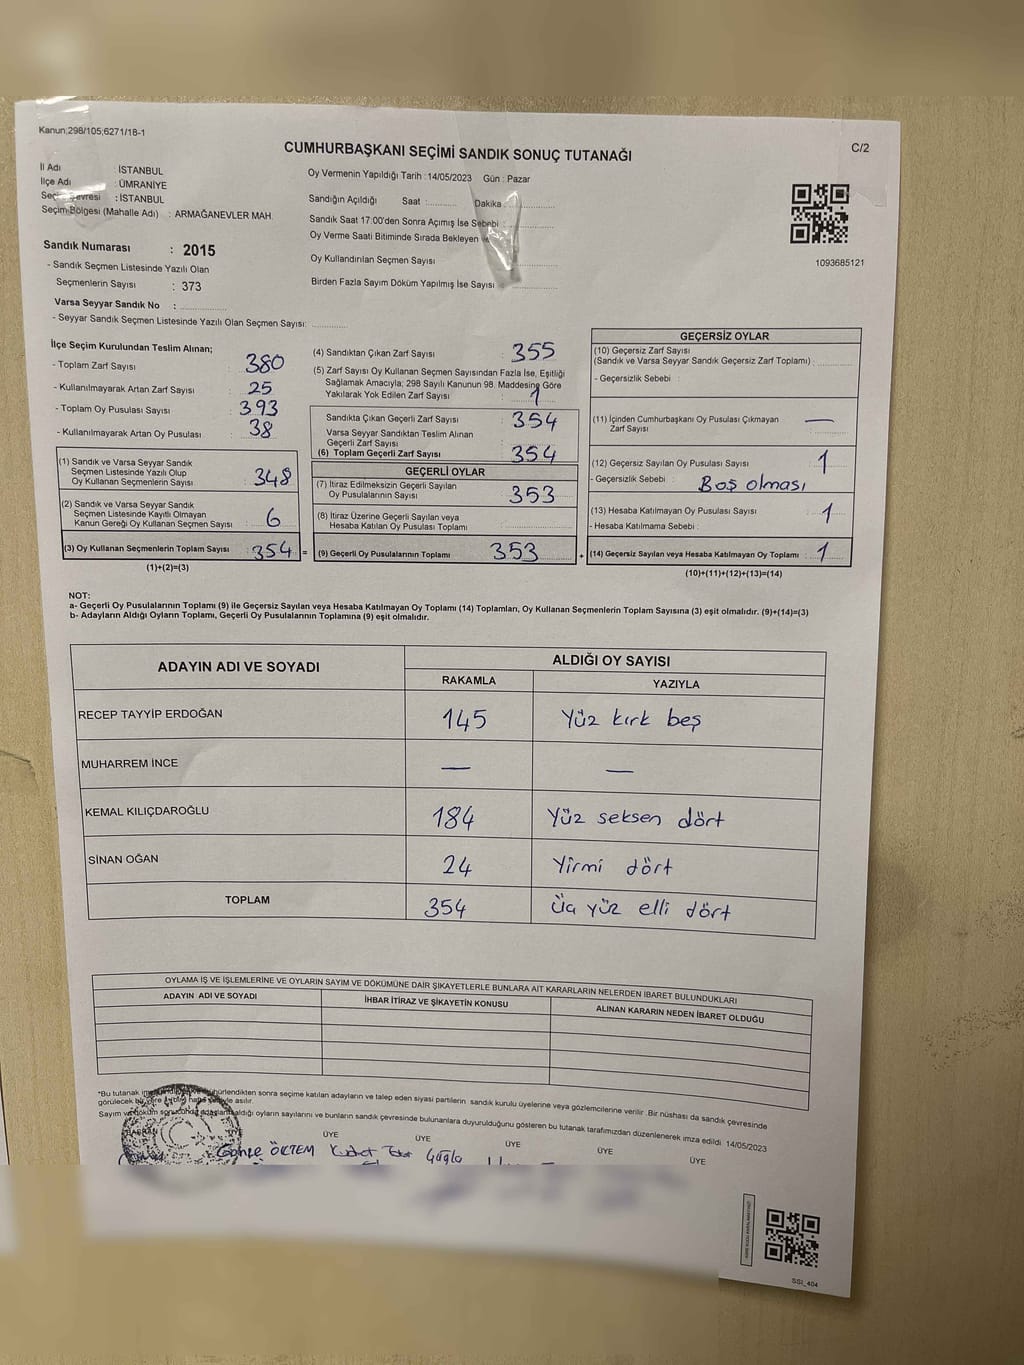 Kanun;298/105;6271/18-1
CUMHURBAŞKANI SEÇİMİ SANDIK SONUÇ TUTANAĞI
C/2
İl Adı : İSTANBUL
İlçe Adı : ÜMRANİYE
Seçim Çevresi : İSTANBUL
Seçim Bölgesi (Mahalle Adı) : ARMAĞANEVLER MAH.
Sandık Numarası : 2015
- Sandık Seçmen Listesinde Yazılı Olan
Seçmenlerin Sayısı : 373
Varsa Seyyar Sandık No :
- Seyyar Sandık Seçmen Listesinde Yazılı Olan Seçmen Sayısı:
Oy Vermenin Yapıldığı Tarih :14/05/2023 Gün : Pazar
Sandığın Açıldığı Saat : Dakika :
Sandık Saat 17:00'den Sonra Açımış İse Sebebi :
Oy Verme Saati Bitiminde Sırada Bekleyen ve
Oy Kullandırılan Seçmen Sayısı
Birden Fazla Sayım Döküm Yapılmış İse Sayısı :
1093685121
İlçe Seçim Kurulundan Teslim Alınan;
- Toplam Zarf Sayısı : 380
- Kullanılmayarak Artan Zarf Sayısı : 25
- Toplam Oy Pusulası Sayısı : 393
- Kullanılmayarak Artan Oy Pusulası : 38
(1) Sandık ve Varsa Seyyar Sandık
Seçmen Listesinde Yazılı Olup
Oy Kullanan Seçmenlerin Sayısı : 348
(2) Sandık ve Varsa Seyyar Sandık
Seçmen Listesinde Kayıtlı Olmayan
Kanun Gereği Oy Kullanan Seçmen Sayısı : 6
(3) Oy Kullanan Seçmenlerin Toplam Sayısı : 354 =
(1)+(2)=(3)
(4) Sandıktan Çıkan Zarf Sayısı : 355
(5) Zarf Sayısı Oy Kullanan Seçmen Sayısından Fazla İse, Eşitliği
Sağlamak Amacıyla; 298 Sayılı Kanunun 98. Maddesine Göre
Yakılarak Yok Edilen Zarf Sayısı : 1
Sandıkta Çıkan Geçerli Zarf Sayısı : 354
Varsa Seyyar Sandıktan Teslim Alınan
Geçerli Zarf Sayısı
(6) Toplam Geçerli Zarf Sayısı : 354
GEÇERLİ OYLAR
(7) İtiraz Edilmeksizin Geçerli Sayılan
Oy Pusulalarının Sayısı : 353
(8) İtiraz Üzerine Geçerli Sayılan veya
Hesaba Katılan Oy Pusulası Toplamı :
(9) Geçerli Oy Pusulalarının Toplamı : 353 +
GEÇERSİZ OYLAR
(10) Geçersiz Zarf Sayısı
(Sandık ve Varsa Seyyar Sandık Geçersiz Zarf Toplamı) :
- Geçersizlik Sebebi :
(11) İçinden Cumhurbaşkanı Oy Pusulası Çıkmayan
Zarf Sayısı : —
(12) Geçersiz Sayılan Oy Pusulası Sayısı : 1
- Geçersizlik Sebebi : Boş olması
(13) Hesaba Katılmayan Oy Pusulası Sayısı : 1
- Hesaba Katılmama Sebebi :
(14) Geçersiz Sayılan veya Hesaba Katılmayan Oy Toplamı : 1
(10)+(11)+(12)+(13)=(14)
NOT:
a- Geçerli Oy Pusulalarının Toplamı (9) ile Geçersiz Sayılan veya Hesaba Katılmayan Oy Toplamı (14) Toplamları, Oy Kullanan Seçmenlerin Toplam Sayısına (3) eşit olmalıdır. (9)+(14)=(3)
b- Adayların Aldığı Oyların Toplamı, Geçerli Oy Pusulalarının Toplamına (9) eşit olmalıdır.
ADAYIN ADI VE SOYADI ALDIĞI OY SAYISI
RAKAMLA YAZIYLA
RECEP TAYYİP ERDOĞAN 145 Yüz kırk beş
MUHARREM İNCE — —
KEMAL KILIÇDAROĞLU 184 Yüz seksen dört
SİNAN OĞAN 24 Yirmi dört
TOPLAM 354 Üç yüz elli dört
OYLAMA İŞ VE İŞLEMLERİNE VE OYLARIN SAYIM VE DÖKÜMÜNE DAİR ŞİKAYETLERLE BUNLARA AİT KARARLARIN NELERDEN İBARET BULUNDUKLARI
ADAYIN ADI VE SOYADI İHBAR İTİRAZ VE ŞİKAYETİN KONUSU ALINAN KARARIN NEDEN İBARET OLDUĞU
*Bu tutanak mühürlendikten sonra seçime katılan adayların ve talep eden siyasi partilerin sandık kurulu üyelerine veya gözlemcilerine verilir. Bir nüshası da sandık çevresinde
görülecek bir yere asılır.
Sayım ve döküm sonucunda adayların aldığı oyların sayılarını ve bunların sandık çevresinde bulunanlara duyurulduğunu gösteren bu tutanak tarafımızdan düzenlenerek imza edildi. 14/05/2023
ÜYE ÜYE ÜYE ÜYE ÜYE ÜYE
ÖKTEM
SSI_404